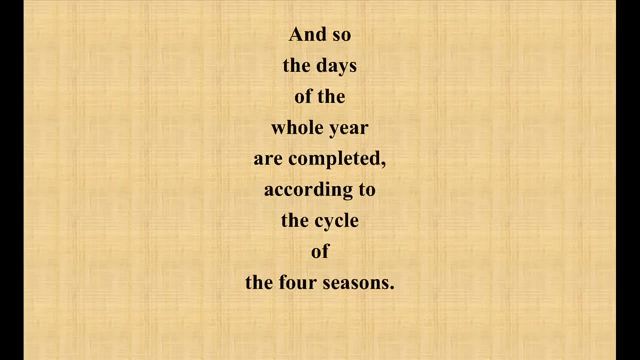 And so
the days
of the
whole year
are completed,
according to
the cycle
of
the four seasons.